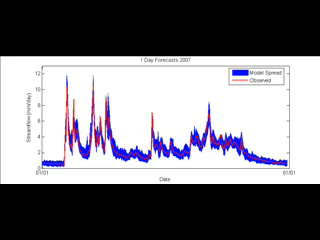 1 Day Forecasts 2007
Model Spread
Observed
12
10
8
6
4
2
0
Streamflow (mm/day)
01/01
01/01
Date